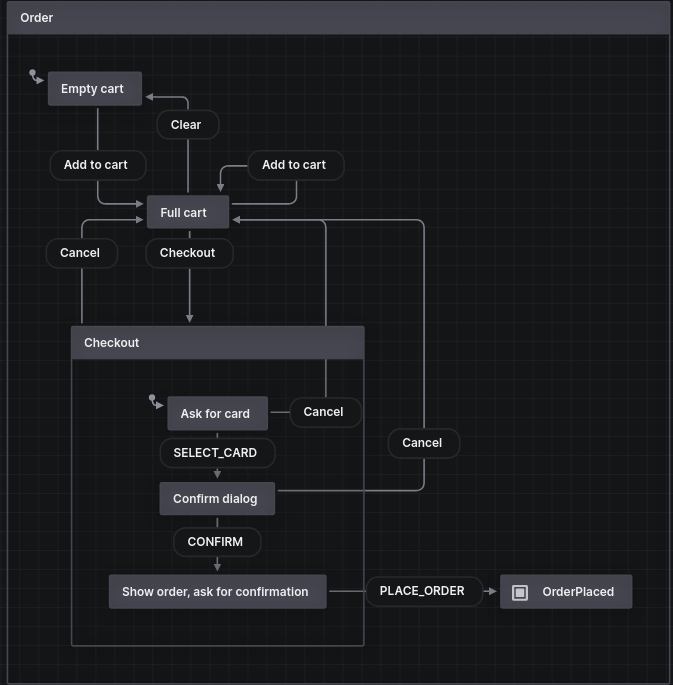 Order
Empty cart
Clear
Add to cart
Add to cart
Full cart
Cancel
Checkout
Checkout
Ask for card
Cancel
Cancel
SELECT_CARD
Confirm dialog
CONFIRM
Show order, ask for confirmation
PLACE_ORDER
OrderPlaced